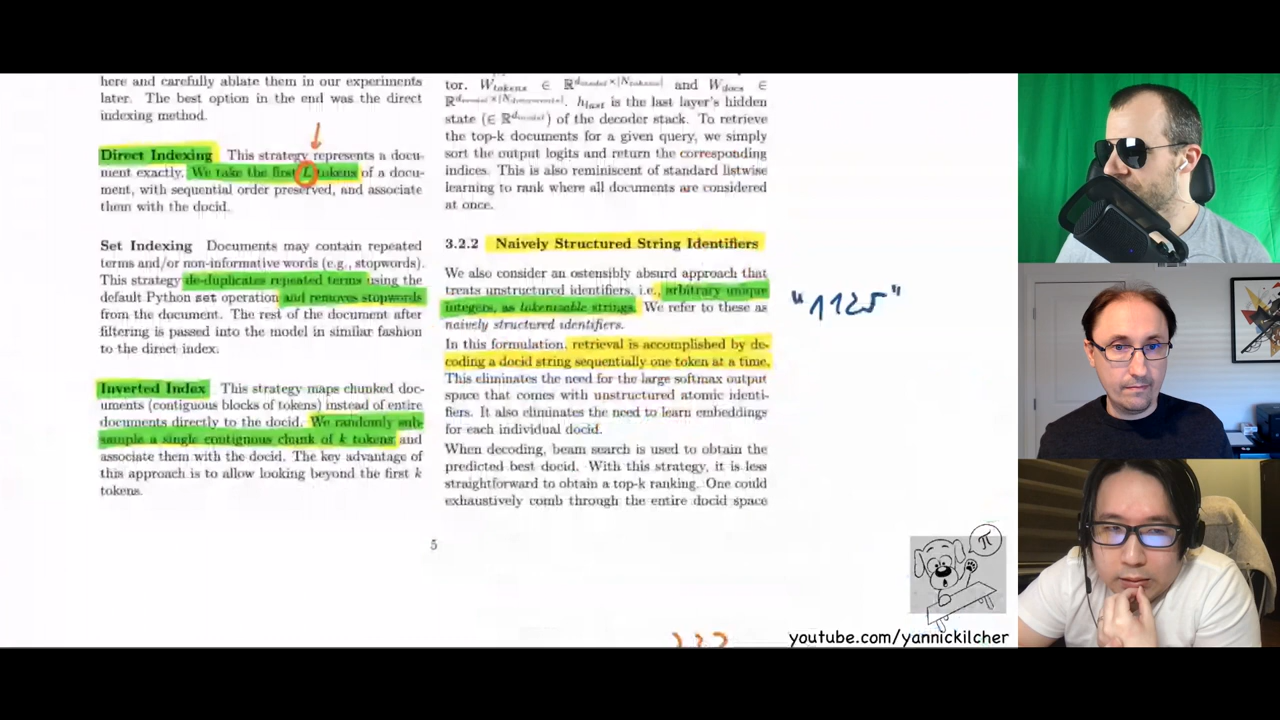 here and carefully ablate them in our experiments
later. The best option in the end was the direct
indexing method.
Direct Indexing This strategy represents a docu-
ment exactly. We take the first L tokens of a docu-
ment, with sequential order preserved, and associate
them with the docid.
Set Indexing Documents may contain repeated
terms and/or non-informative words (e.g., stopwords).
This strategy de-duplicates repeated terms using the
default Python set operation and removes stopwords
from the document. The rest of the document after
filtering is passed into the model in similar fashion
to the direct index.
Inverted Index This strategy maps chunked doc-
uments (contiguous blocks of tokens) instead of entire
documents directly to the docid. We randomly sub-
sample a single contiguous chunk of k tokens and
associate them with the docid. The key advantage of
this approach is to allow looking beyond the first k
tokens.
tor. W_tokens ∈ ℝ^{d_model×|N_tokens|} and W_docs ∈
ℝ^{d_model×|N_documents|}. h_last is the last layer's hidden
state (∈ ℝ^{d_model}) of the decoder stack. To retrieve
the top-k documents for a given query, we simply
sort the output logits and return the corresponding
indices. This is also reminiscent of standard listwise
learning to rank where all documents are considered
at once.
3.2.2 Naively Structured String Identifiers
We also consider an ostensibly absurd approach that
treats unstructured identifiers, i.e., arbitrary unique
integers, as tokenizable strings. We refer to these as
naively structured identifiers.
In this formulation, retrieval is accomplished by de-
coding a docid string sequentially one token at a time.
This eliminates the need for the large softmax output
space that comes with unstructured atomic identi-
fiers. It also eliminates the need to learn embeddings
for each individual docid.
When decoding, beam search is used to obtain the
predicted best docid. With this strategy, it is less
straightforward to obtain a top-k ranking. One could
exhaustively comb through the entire docid space
"1125"
5
π
youtube.com/yannickilcher